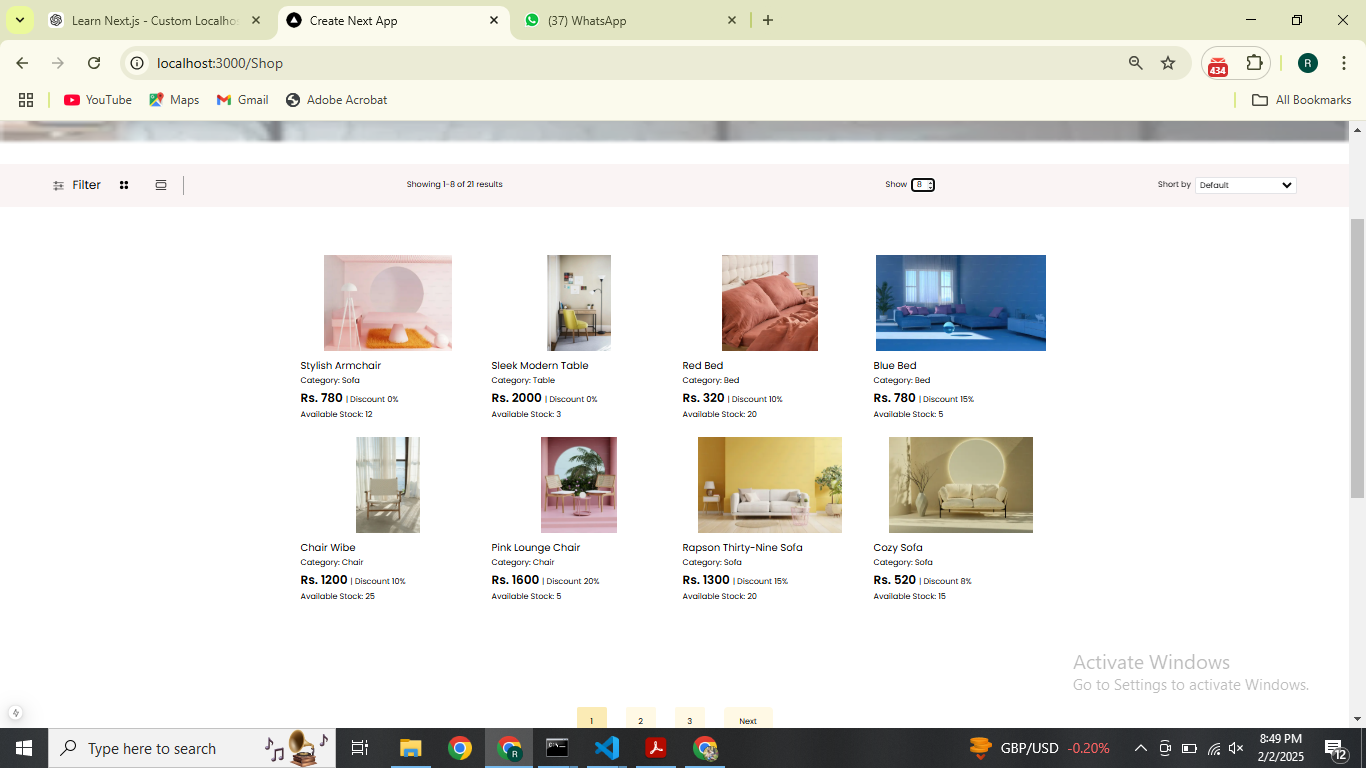 Learn Next.js - Custom Localho
Create Next App
(37) WhatsApp
localhost:3000/Shop
434
R
YouTube
Maps
Gmail
Adobe Acrobat
All Bookmarks
Filter
Showing 1-8 of 21 results
Show 8
Short by Default
Stylish Armchair
Category: Sofa
Rs. 780 | Discount 0%
Available Stock: 12
Sleek Modern Table
Category: Table
Rs. 2000 | Discount 0%
Available Stock: 3
Red Bed
Category: Bed
Rs. 320 | Discount 10%
Available Stock: 20
Blue Bed
Category: Bed
Rs. 780 | Discount 15%
Available Stock: 5
Chair Wibe
Category: Chair
Rs. 1200 | Discount 10%
Available Stock: 25
Pink Lounge Chair
Category: Chair
Rs. 1600 | Discount 20%
Available Stock: 5
Rapson Thirty-Nine Sofa
Category: Sofa
Rs. 1300 | Discount 15%
Available Stock: 20
Cozy Sofa
Category: Sofa
Rs. 520 | Discount 8%
Available Stock: 15
Activate Windows
Go to Settings to activate Windows.
1 2 3 Next
Type here to search
R
GBP/USD -0.20%
8:49 PM
2/2/2025
12